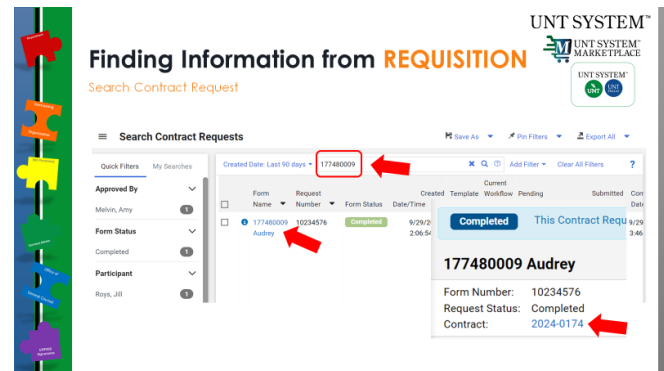 UNT SYSTEM™
UNT SYSTEM™
MARKETPLACE
UNT SYSTEM™
Finding Information from REQUISITION
Search Contract Request
Search Contract Requests
Save As
Pin Filters
Export All
Quick Filters
My Searches
Created Date: Last 90 days
177480009
Add Filter
Clear All Filters
?
Approved By
Melvin, Amy
1
Form Status
Completed
1
Participant
Roys, Jill
1
Form
Name
Request
Number
Form Status
Created
Date/Time
Template
Current
Workflow
Pending
Submitted
177480009
Audrey
10234576
Completed
9/29/2
2:06:54
Completed
This Contract Requ
9/29
3:46
177480009 Audrey
Form Number: 10234576
Request Status: Completed
Contract: 2024-0174
Office of